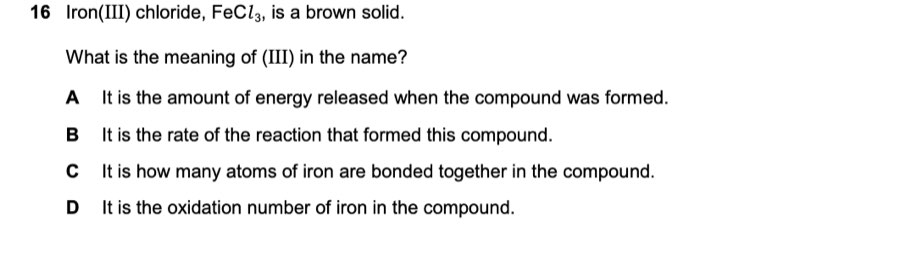 16 Iron(III) chloride, FeCl₃, is a brown solid.
What is the meaning of (III) in the name?
A It is the amount of energy released when the compound was formed.
B It is the rate of the reaction that formed this compound.
C It is how many atoms of iron are bonded together in the compound.
D It is the oxidation number of iron in the compound.